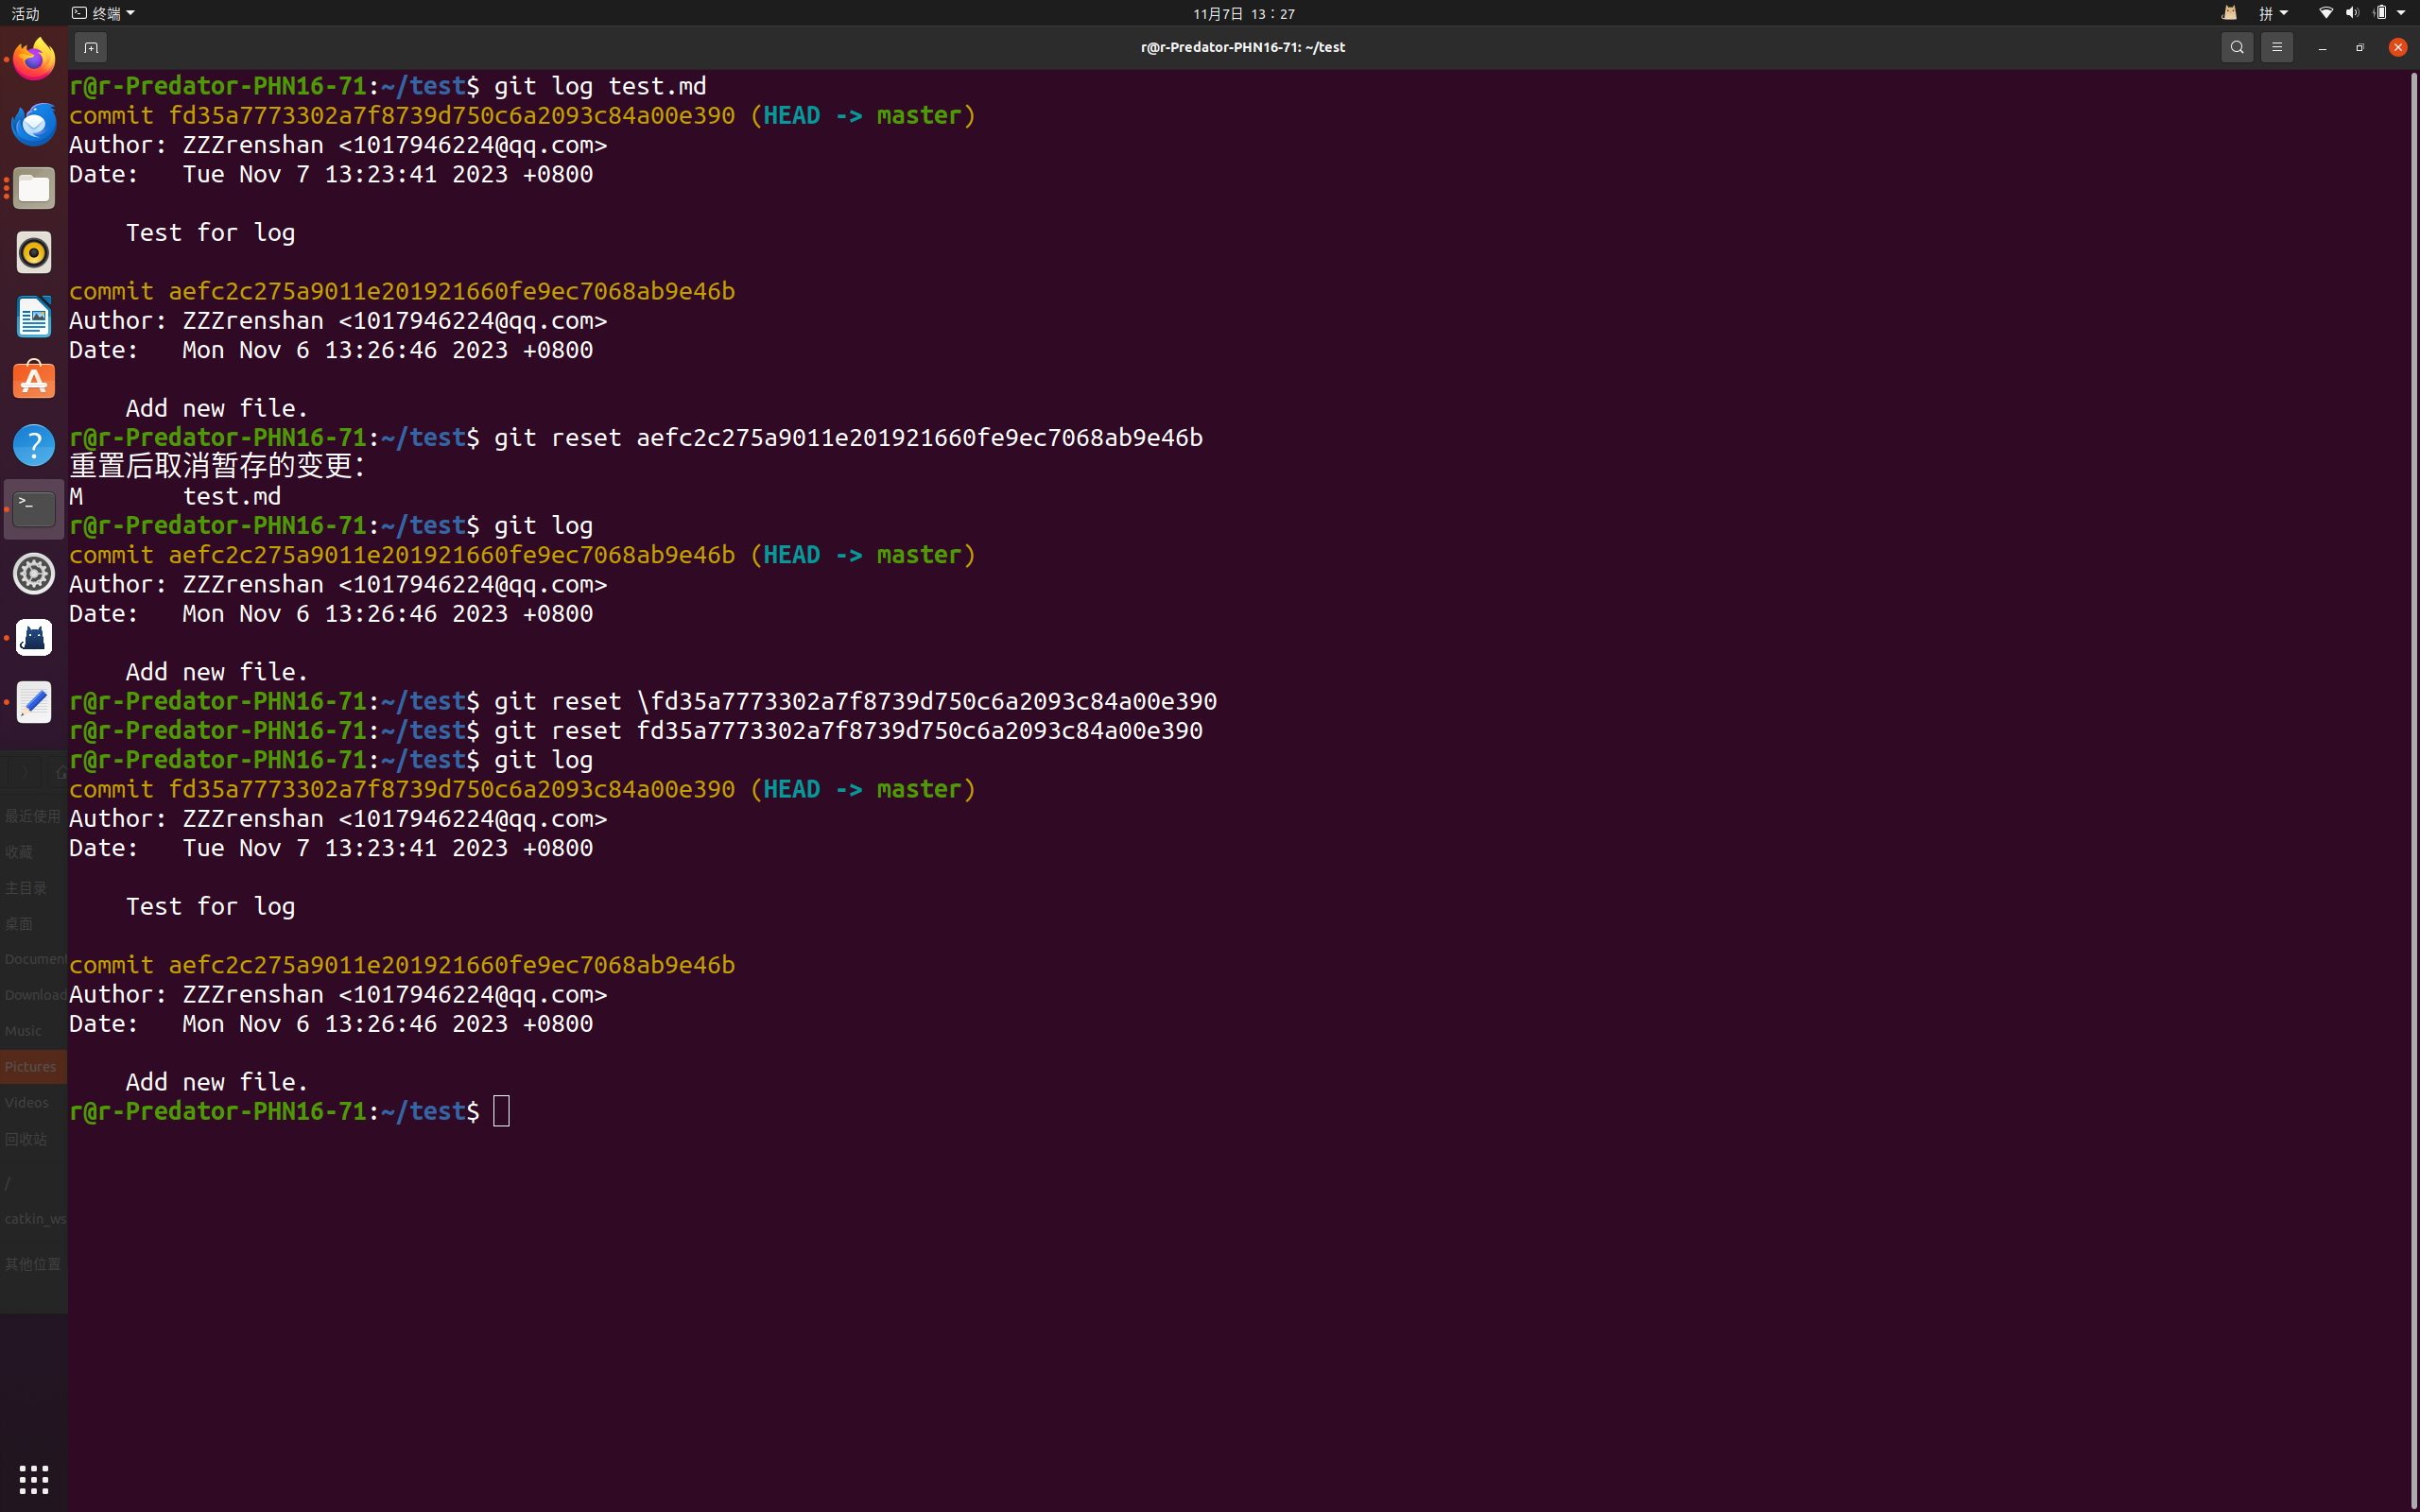 活动
终端
11月7日 13：27
拼
r@r-Predator-PHN16-71: ~/test
r@r-Predator-PHN16-71:~/test$ git log test.md
commit fd35a7773302a7f8739d750c6a2093c84a00e390 (HEAD -> master)
Author: ZZZrenshan <1017946224@qq.com>
Date:   Tue Nov 7 13:23:41 2023 +0800
    Test for log
commit aefc2c275a9011e201921660fe9ec7068ab9e46b
Author: ZZZrenshan <1017946224@qq.com>
Date:   Mon Nov 6 13:26:46 2023 +0800
    Add new file.
r@r-Predator-PHN16-71:~/test$ git reset aefc2c275a9011e201921660fe9ec7068ab9e46b
重置后取消暂存的变更：
M       test.md
r@r-Predator-PHN16-71:~/test$ git log
commit aefc2c275a9011e201921660fe9ec7068ab9e46b (HEAD -> master)
Author: ZZZrenshan <1017946224@qq.com>
Date:   Mon Nov 6 13:26:46 2023 +0800
    Add new file.
r@r-Predator-PHN16-71:~/test$ git reset \fd35a7773302a7f8739d750c6a2093c84a00e390
r@r-Predator-PHN16-71:~/test$ git reset fd35a7773302a7f8739d750c6a2093c84a00e390
r@r-Predator-PHN16-71:~/test$ git log
commit fd35a7773302a7f8739d750c6a2093c84a00e390 (HEAD -> master)
Author: ZZZrenshan <1017946224@qq.com>
Date:   Tue Nov 7 13:23:41 2023 +0800
    Test for log
commit aefc2c275a9011e201921660fe9ec7068ab9e46b
Author: ZZZrenshan <1017946224@qq.com>
Date:   Mon Nov 6 13:26:46 2023 +0800
    Add new file.
r@r-Predator-PHN16-71:~/test$
最近使用
收藏
主目录
桌面
Document
Download
Music
Pictures
Videos
回收站
/
catkin_ws
其他位置